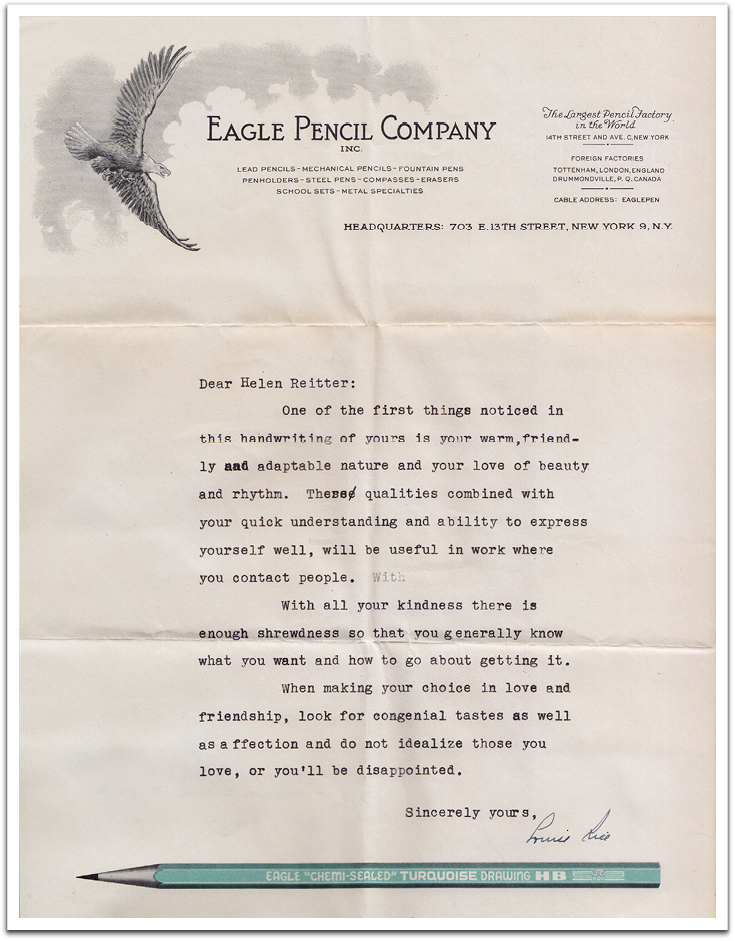 EAGLE PENCIL COMPANY
INC.
LEAD PENCILS - MECHANICAL PENCILS - FOUNTAIN PENS
PENHOLDERS - STEEL PENS - COMPASSES - ERASERS
SCHOOL SETS - METAL SPECIALTIES
The Largest Pencil Factory
in the World
14TH STREET AND AVE. C, NEW YORK
FOREIGN FACTORIES
TOTTENHAM, LONDON, ENGLAND
DRUMMONDVILLE, P. Q. CANADA
CABLE ADDRESS: EAGLEPEN
HEADQUARTERS: 703 E. 13TH STREET, NEW YORK 9, N.Y.
Dear Helen Reitter:
One of the first things noticed in
this handwriting of yours is your warm,friend-
ly and adaptable nature and your love of beauty
and rhythm. These qualities combined with
your quick understanding and ability to express
yourself well, will be useful in work where
you contact people. With
With all your kindness there is
enough shrewdness so that you generally know
what you want and how to go about getting it.
When making your choice in love and
friendship, look for congenial tastes as well
as affection and do not idealize those you
love, or you'll be disappointed.
Sincerely yours,
Louise Rice
EAGLE "CHEMI-SEALED" TURQUOISE DRAWING HB